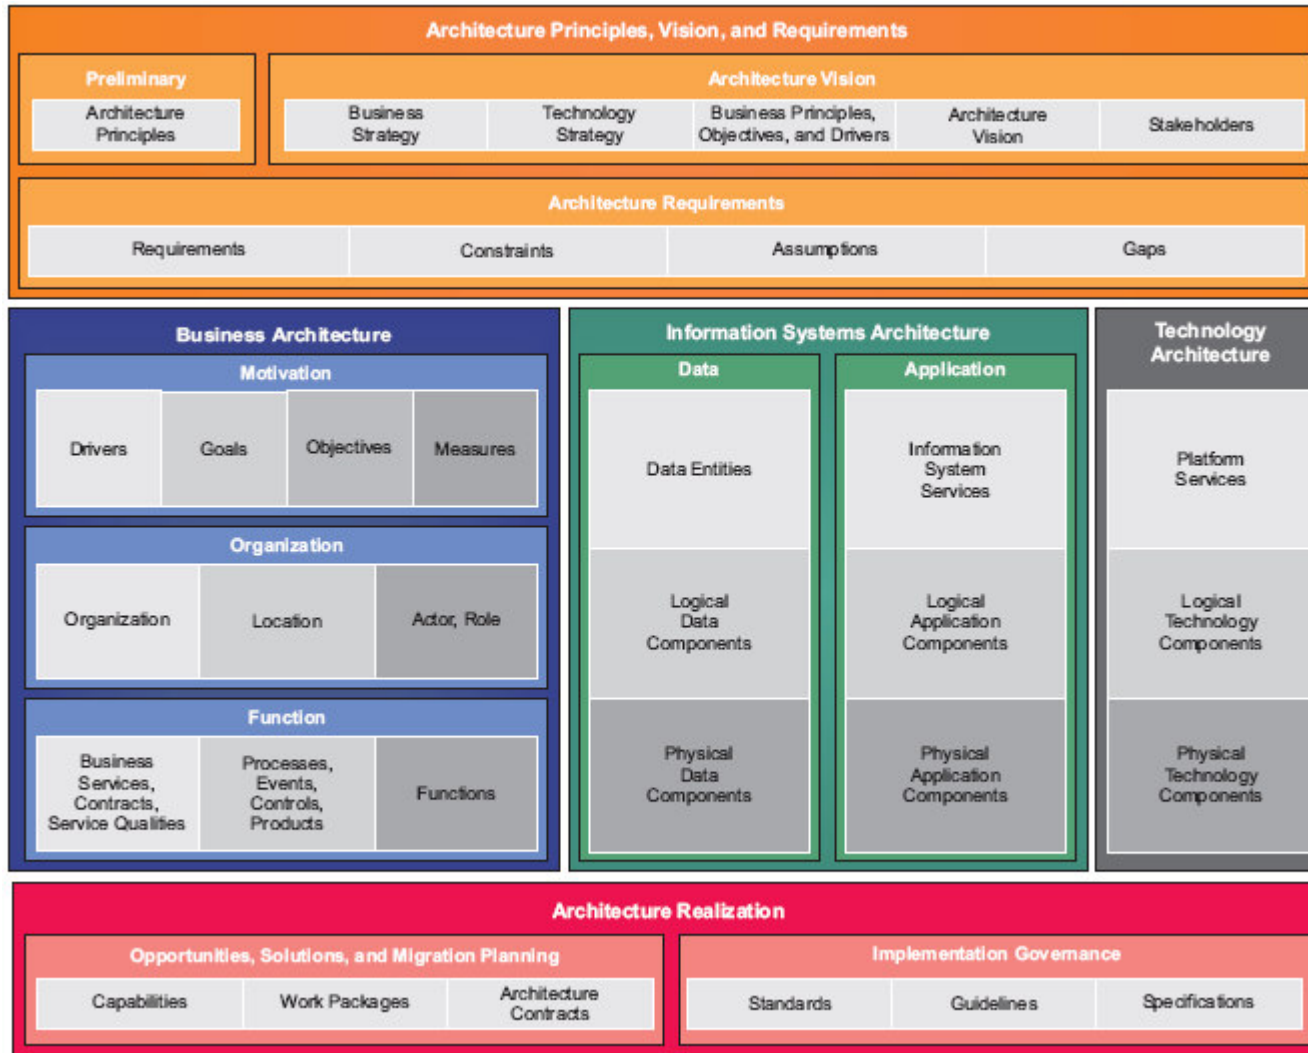 Architecture Principles, Vision, and Requirements
Preliminary
Architecture
Principles
Architecture Vision
Business
Strategy
Technology
Strategy
Business Principles,
Objectives, and Drivers
Architecture
Vision
Stakeholders
Architecture Requirements
Requirements
Constraints
Assumptions
Gaps
Business Architecture
Motivation
Drivers
Goals
Objectives
Measures
Organization
Organization
Location
Actor, Role
Function
Business
Services,
Contracts,
Service Qualities
Processes,
Events,
Controls,
Products
Functions
Information Systems Architecture
Data
Data Entities
Logical
Data
Components
Physical
Data
Components
Application
Information
System
Services
Logical
Application
Components
Physical
Application
Components
Technology
Architecture
Platform
Services
Logical
Technology
Components
Physical
Technology
Components
Architecture Realization
Opportunities, Solutions, and Migration Planning
Capabilities
Work Packages
Architecture
Contracts
Implementation Governance
Standards
Guidelines
Specifications